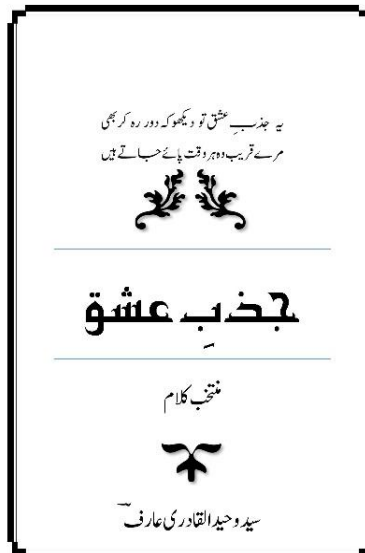 یہ جذبِ عشق تو دیکھو کہ دور رہ کر بھی
مرے قریب وہ ہر وقت پائے جاتے ہیں
جذبِ عشق
منتخب کلام
سید وحید القادری عارفؔ